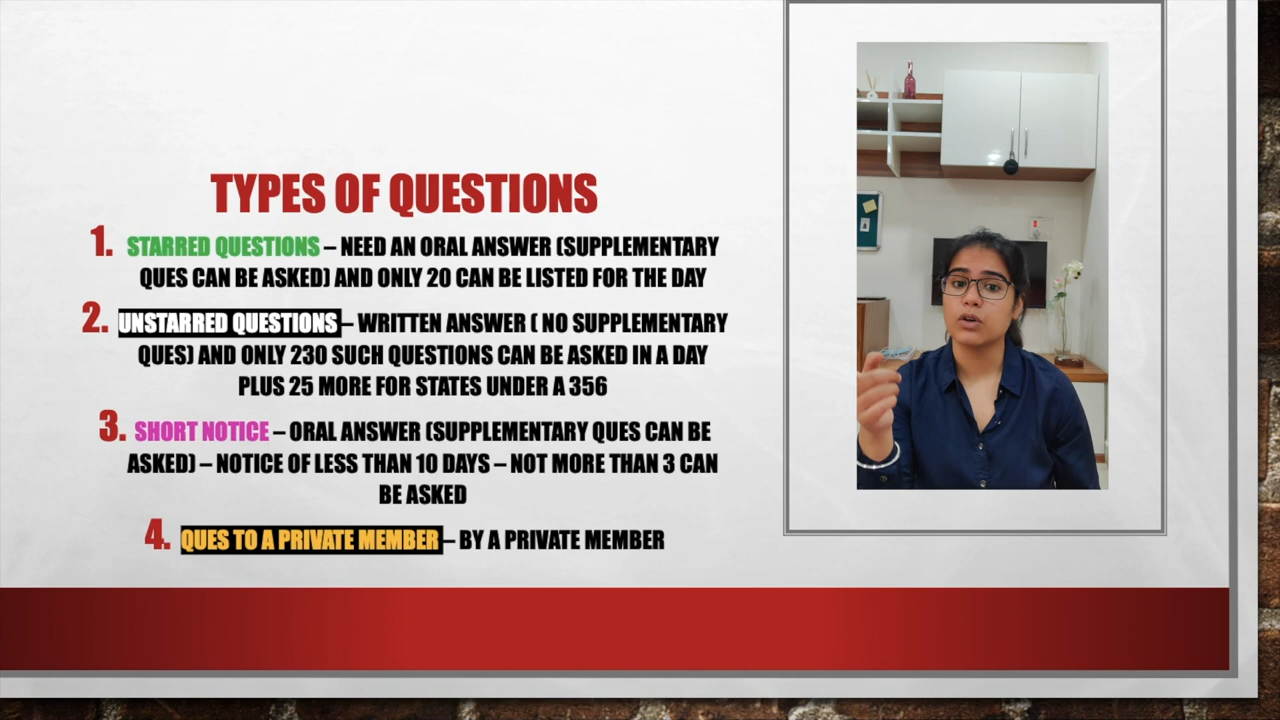 TYPES OF QUESTIONS
1. STARRED QUESTIONS – NEED AN ORAL ANSWER (SUPPLEMENTARY
QUES CAN BE ASKED) AND ONLY 20 CAN BE LISTED FOR THE DAY
2. UNSTARRED QUESTIONS – WRITTEN ANSWER ( NO SUPPLEMENTARY
QUES) AND ONLY 230 SUCH QUESTIONS CAN BE ASKED IN A DAY
PLUS 25 MORE FOR STATES UNDER A 356
3. SHORT NOTICE – ORAL ANSWER (SUPPLEMENTARY QUES CAN BE
ASKED) – NOTICE OF LESS THAN 10 DAYS – NOT MORE THAN 3 CAN
BE ASKED
4. QUES TO A PRIVATE MEMBER – BY A PRIVATE MEMBER